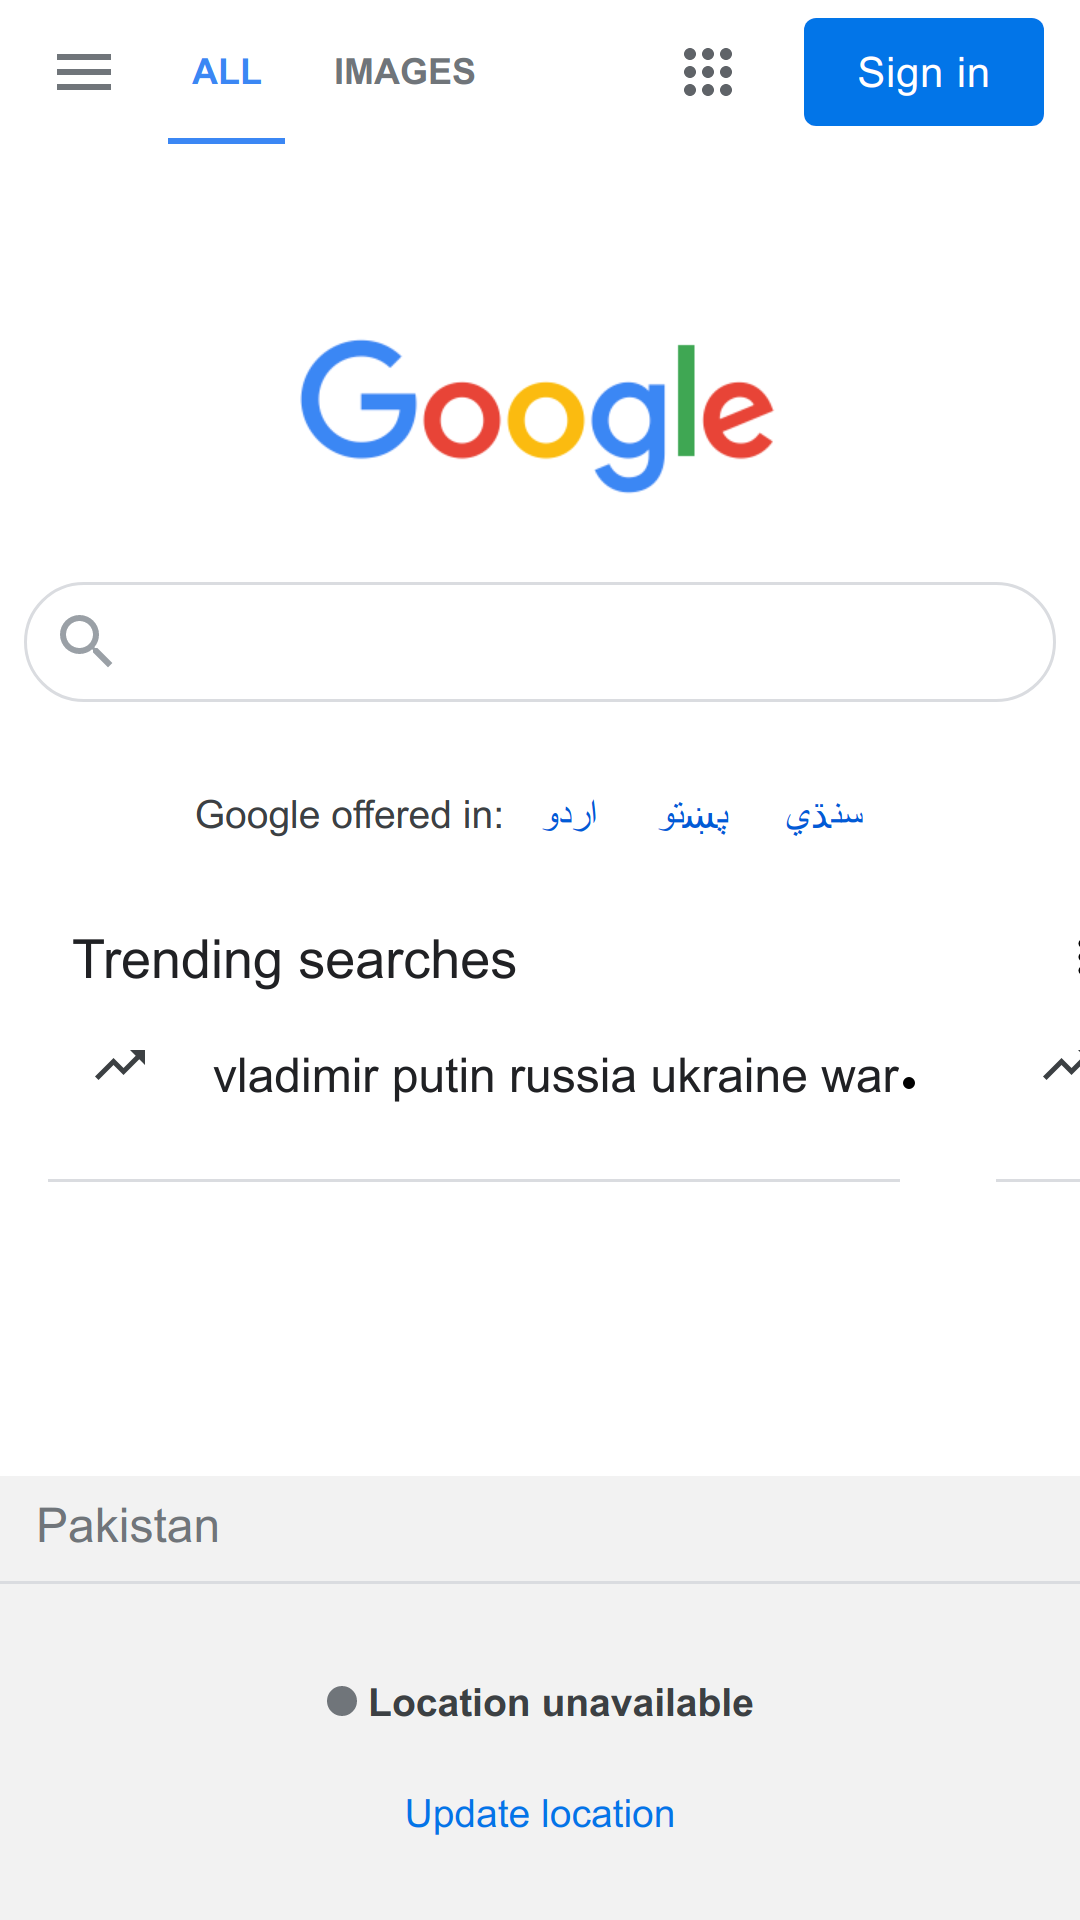 ALL IMAGES Sign in
Google
Google offered in: اردو پښتو سنڌي
Trending searches
vladimir putin russia ukraine war
Pakistan
Location unavailable
Update location